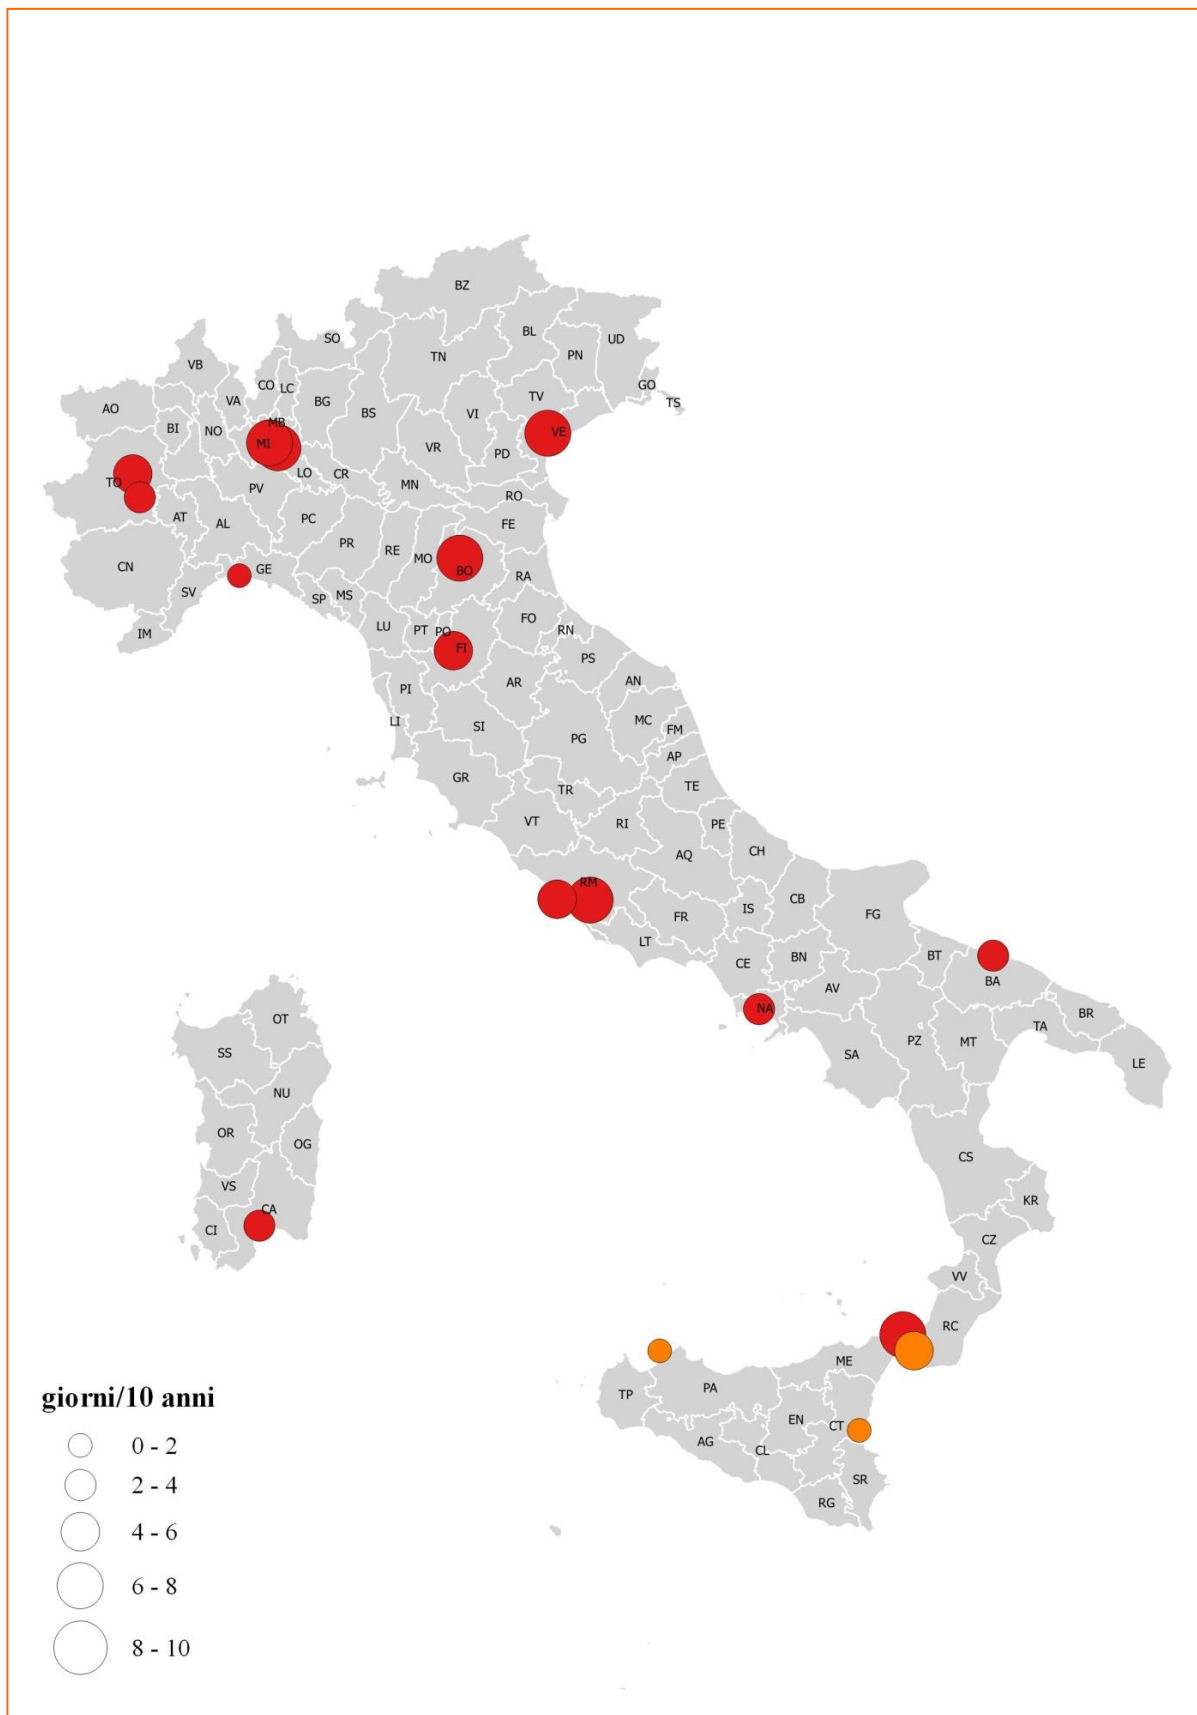 BZ
BL
UD
PN
SO
TN
VB
GO
CO
LC
TV
TS
VA
BG
BS
AO
VI
BI
NO
MB
VE
MI
VR
PD
LO
CR
TO
MN
PV
RO
AT
AL
PC
FE
PR
RE
MO
CN
GE
BO
RA
SV
SP
MS
FO
LU
PT
PO
RN
IM
FI
PS
AR
AN
PI
MC
LI
SI
FM
PG
AP
GR
TR
TE
VT
RI
PE
AQ
CH
RM
CB
IS
FG
FR
LT
BT
CE
BN
BA
AV
NA
BR
OT
TA
PZ
MT
SS
SA
LE
NU
OR
OG
CS
VS
KR
CA
CI
CZ
VV
RC
ME
PA
TP
EN
CT
AG
CL
SR
RG
giorni/10 anni
0 - 2
2 - 4
4 - 6
6 - 8
8 - 10